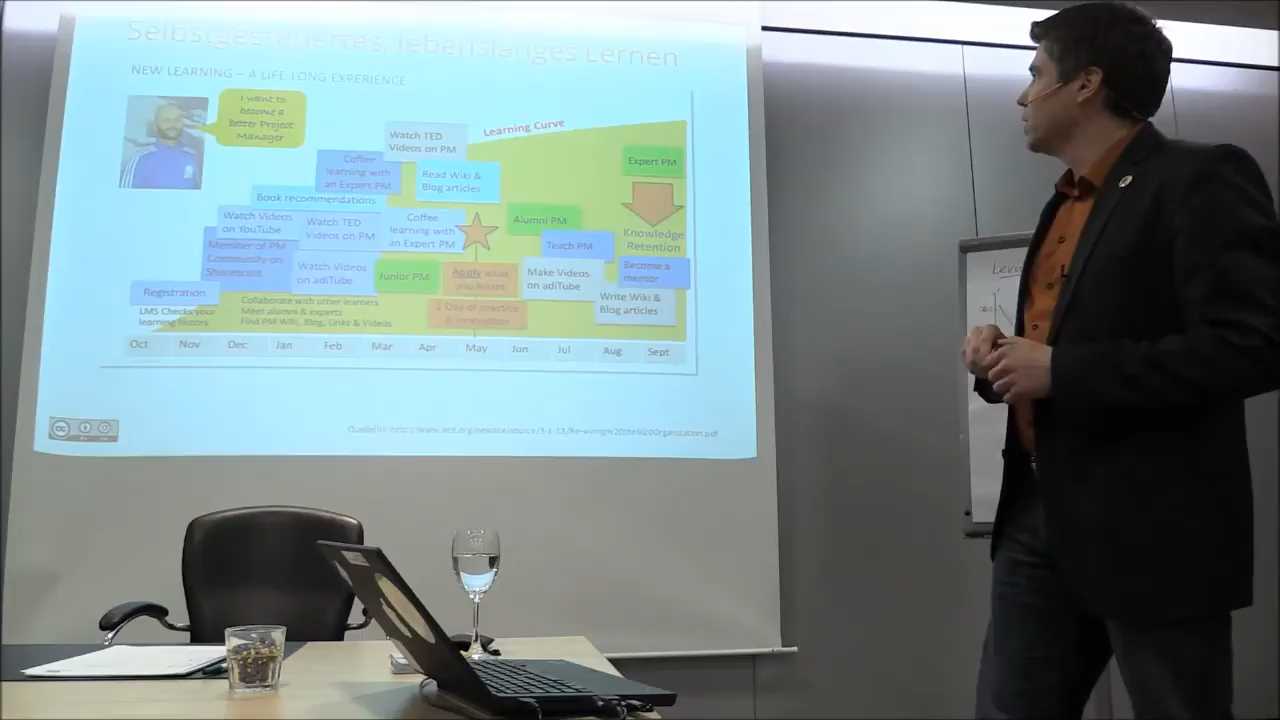 Selbstgesteuertes, lebenslanges Lernen
NEW LEARNING – A LIFE LONG EXPERIENCE
I want to
become a
better Project
Manager
Watch TED
Videos on PM
Learning Curve
Coffee
learning with
an Expert PM
Read Wiki &
Blog articles
Expert PM
Book recommendations
Watch Videos
on YouTube
Watch TED
Videos on PM
Coffee
learning with
an Expert PM
Alumni PM
Knowledge
Retention
Member of PM
Community on
Sharepoint
Watch Videos
on adiTube
Junior PM
Apply what
you learnt
Teach PM
Make Videos
on adiTube
Become a
mentor
Registration
LMS Checks your
learning history
- Collaborate with other learners
- Meet alumni & experts
- Find PM Wiki, Blog, Links & Videos
Day of practice
&
Write Wiki &
Blog articles
Oct Nov Dec Jan Feb Mar Apr May Jun Jul Aug Sept
cc